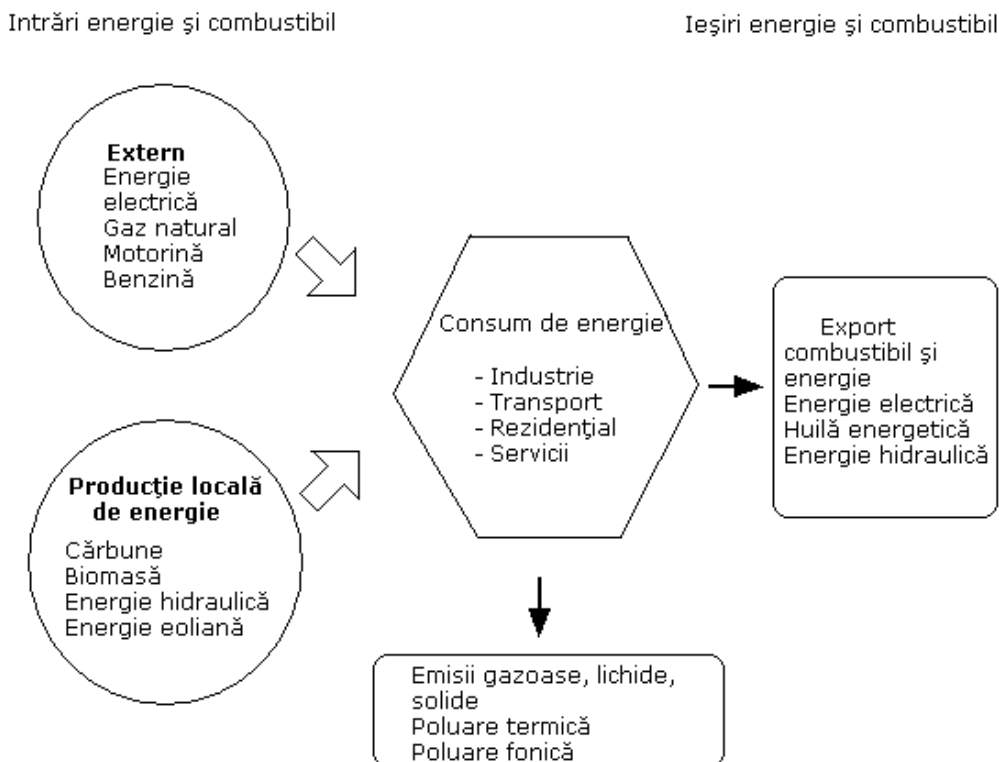 Intrări energie şi combustibil
Ieşiri energie şi combustibil
Extern
Energie
electrică
Gaz natural
Motorină
Benzină
Producţie locală
de energie
Cărbune
Biomasă
Energie hidraulică
Energie eoliană
Consum de energie
- Industrie
- Transport
- Rezidenţial
- Servicii
Export
combustibil şi
energie
Energie electrică
Huilă energetică
Energie hidraulică
Emisii gazoase, lichide,
solide
Poluare termică
Poluare fonică